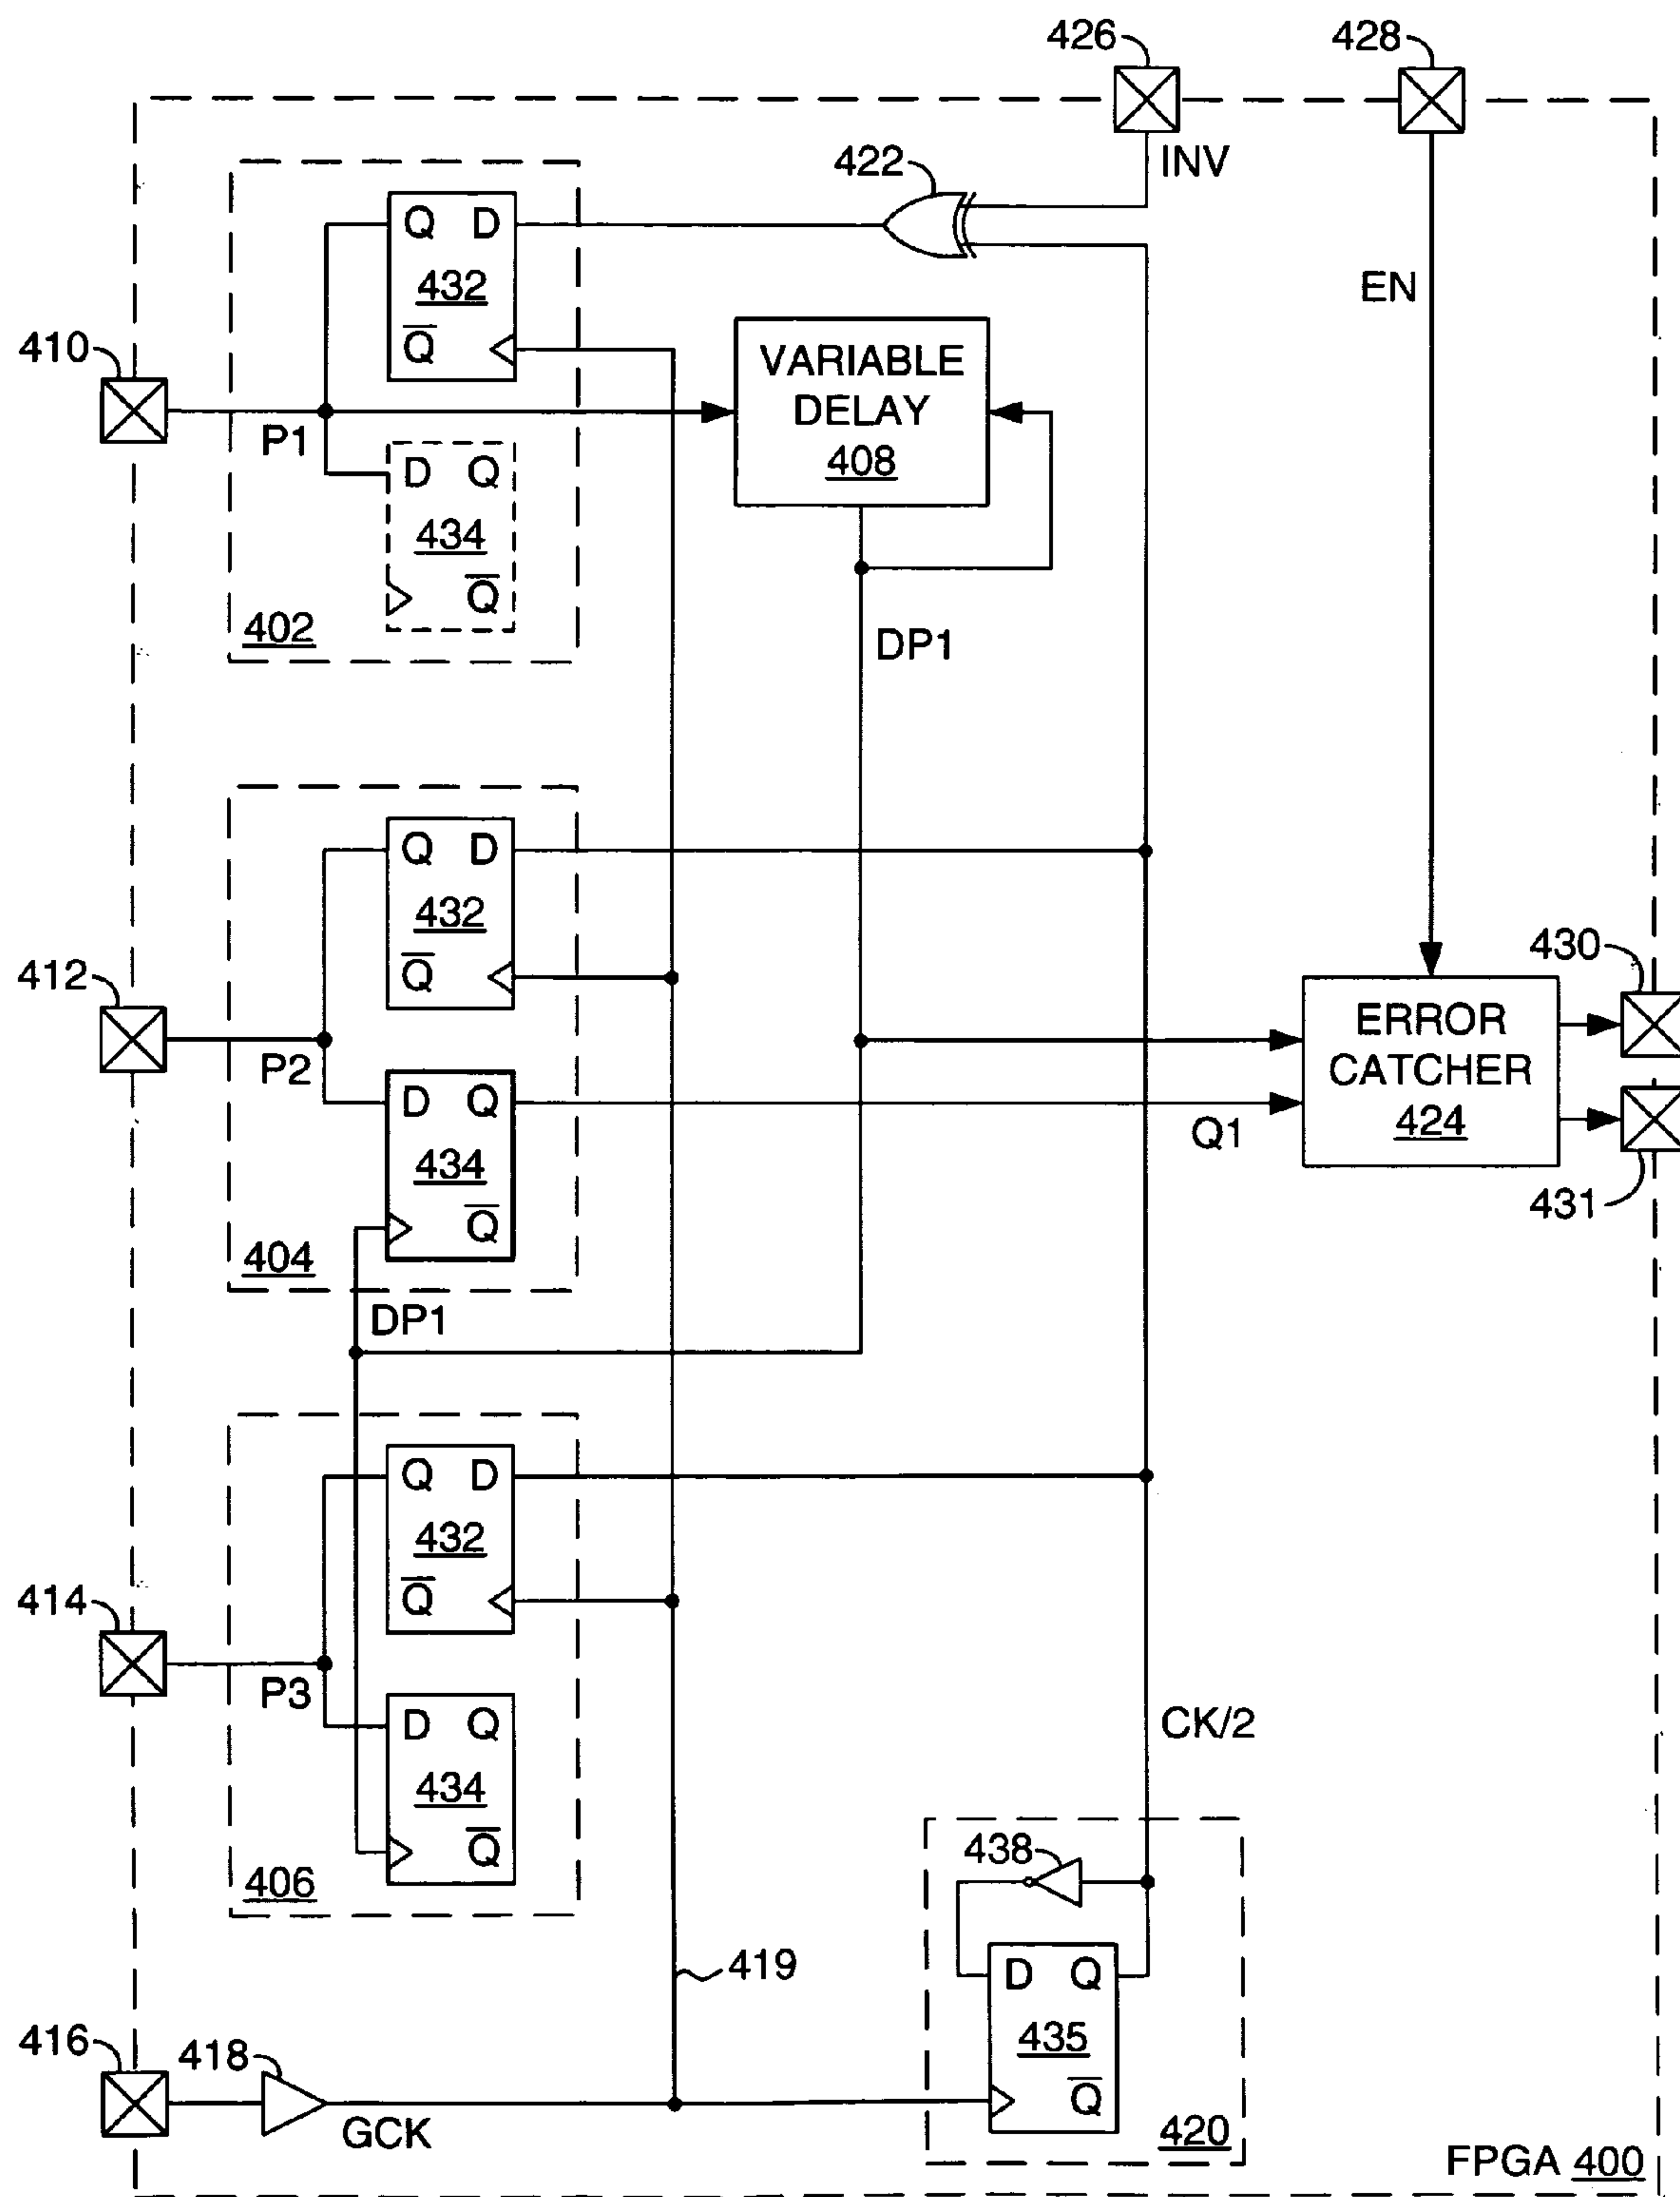 426
428
422
INV
Q D
432
Q̅
EN
410
VARIABLE
DELAY
408
P1
D Q
434
Q̅
402
DP1
Q D
432
Q̅
430
412
ERROR
CATCHER
424
P2
D Q
434
Q̅
Q1
431
404
DP1
Q D
432
Q̅
414
P3
D Q
434
Q̅
CK/2
406
438
419
D Q
435
Q̅
416
418
GCK
420
FPGA 400